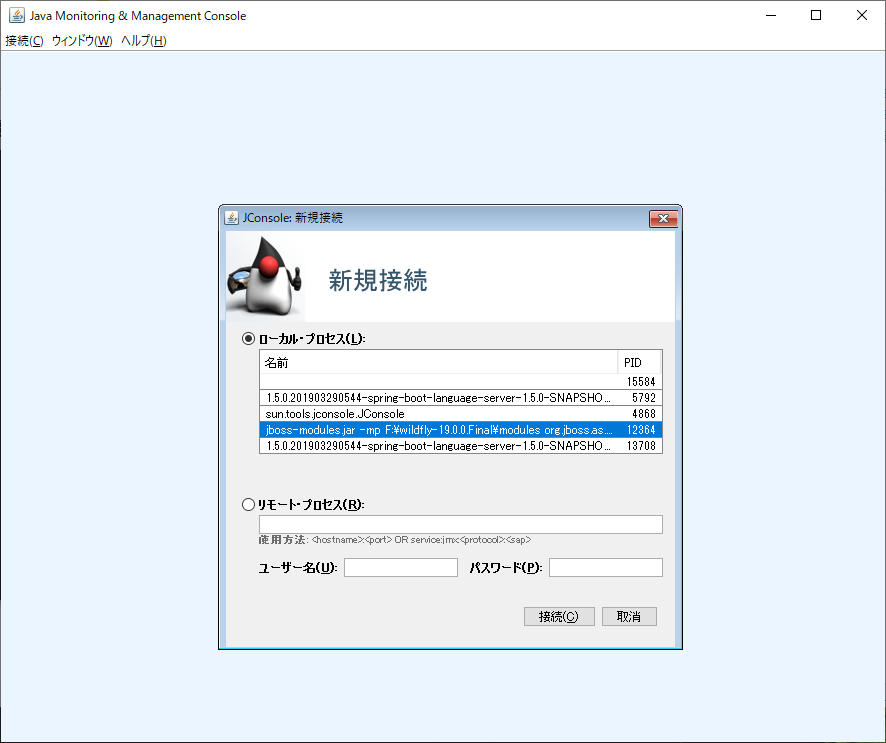 Java Monitoring & Management Console
接続(C) ウィンドウ(W) ヘルプ(H)
JConsole: 新規接続
新規接続
ローカル・プロセス(L):
名前 PID
15584
1.5.0.201903290544-spring-boot-language-server-1.5.0-SNAPSHO... 5792
sun.tools.jconsole.JConsole 4868
jboss-modules.jar -mp F:¥wildfly-19.0.0.Final¥modules org.jboss.as.... 12364
1.5.0.201903290544-spring-boot-language-server-1.5.0-SNAPSHO... 13708
リモート・プロセス(R):
使用方法: <hostname>:<port> OR service:jmx:<protocol>:<sap>
ユーザー名(U): パスワード(P):
接続(C) 取消